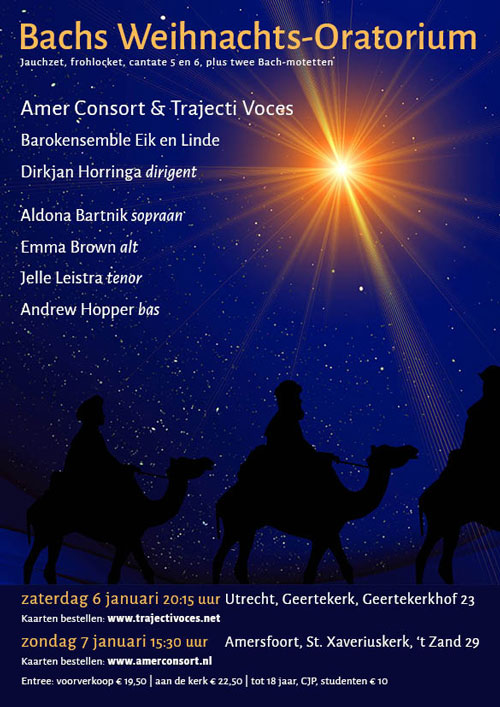 Bachs Weihnachts-Oratorium
Jauchzet, frohlocket, cantate 5 en 6, plus twee Bach-motetten
Amer Consort & Trajecti Voces
Barokensemble Eik en Linde
Dirkjan Horringa dirigent
Aldona Bartnik sopraan
Emma Brown alt
Jelle Leistra tenor
Andrew Hopper bas
zaterdag 6 januari 20:15 uur Utrecht, Geertekerk, Geertekerkhof 23
Kaarten bestellen: www.trajectivoces.net
zondag 7 januari 15:30 uur Amersfoort, St. Xaveriuskerk, ‘t Zand 29
Kaarten bestellen: www.amerconsort.nl
Entree: voorverkoop € 19,50 | aan de kerk € 22,50 | tot 18 jaar, CJP, studenten € 10